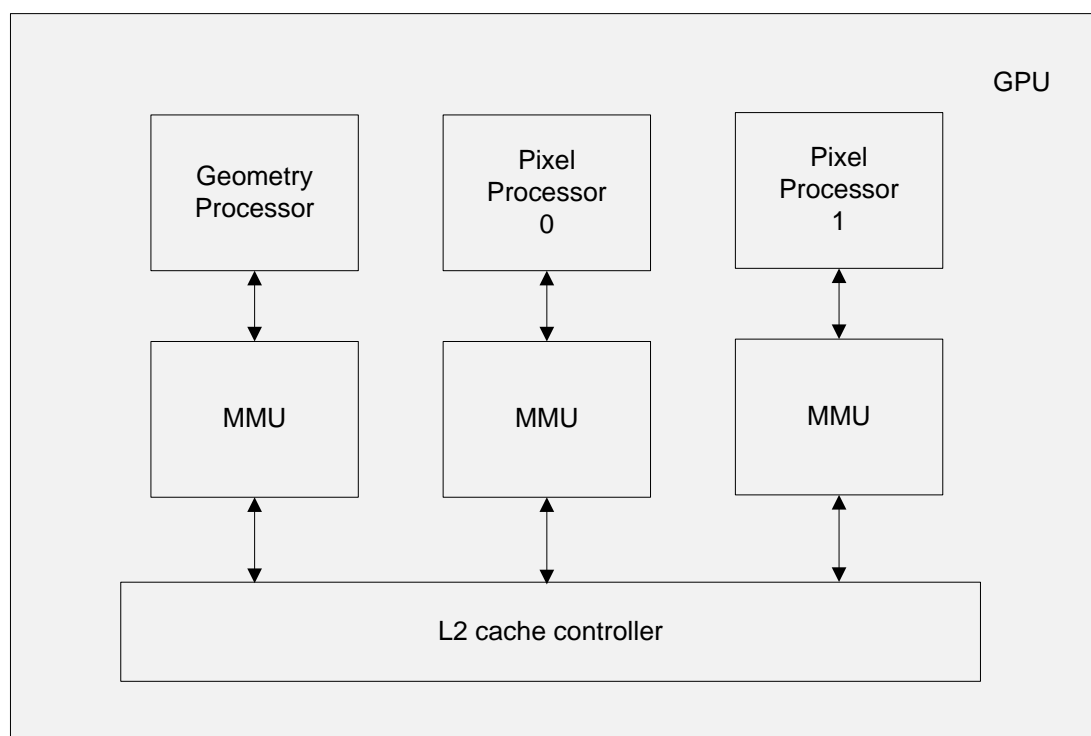 GPU
Geometry
Processor
Pixel
Processor
0
Pixel
Processor
1
MMU
MMU
MMU
L2 cache controller